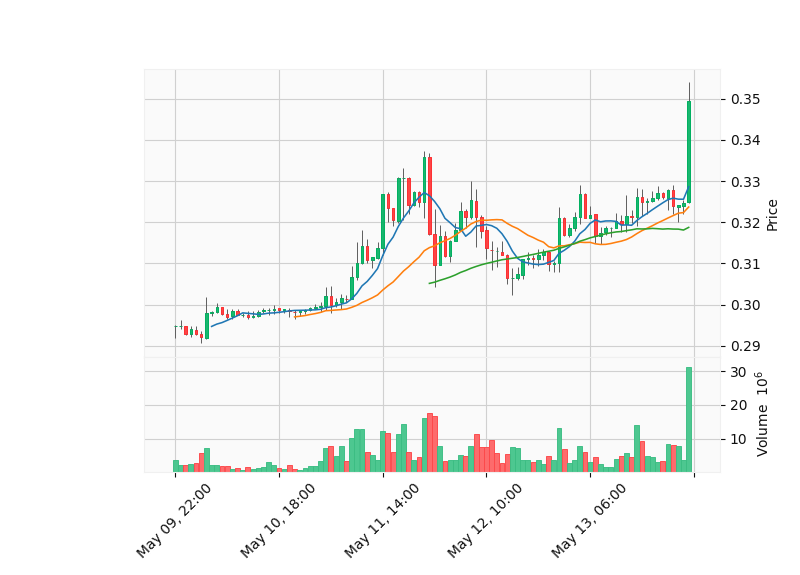 0.35
0.34
0.33
0.32
0.31
0.30
0.29
Price
30
20
10
Volume 10⁶
May 09, 22:00
May 10, 18:00
May 11, 14:00
May 12, 10:00
May 13, 06:00